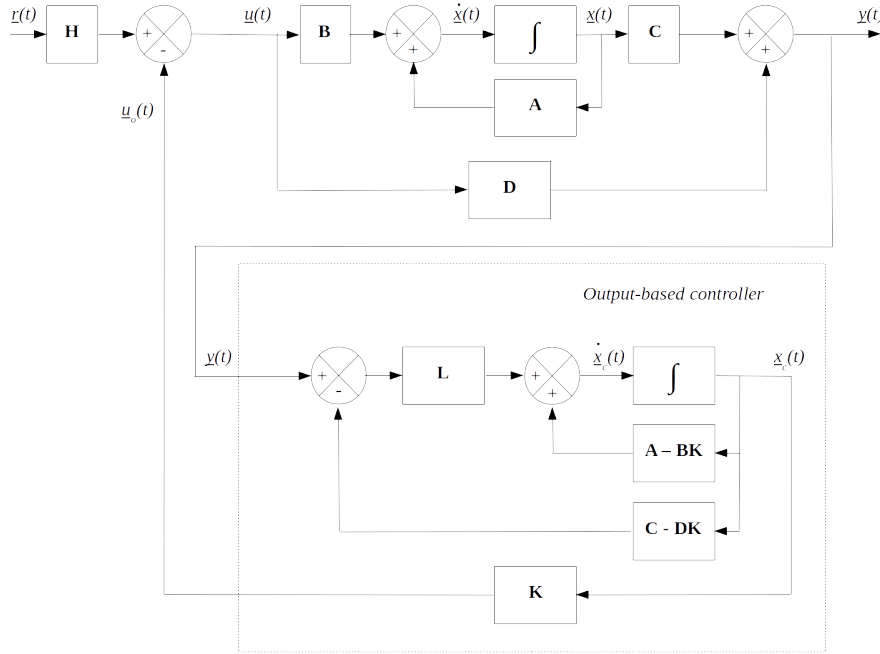 r(t) H + - u(t) B + + ẋ(t) ∫ x(t) C + + y(t)
A
u_o(t)
D
Output-based controller
y(t) + - L + + ẋ_c(t) ∫ x_c(t)
A – BK
C - DK
K